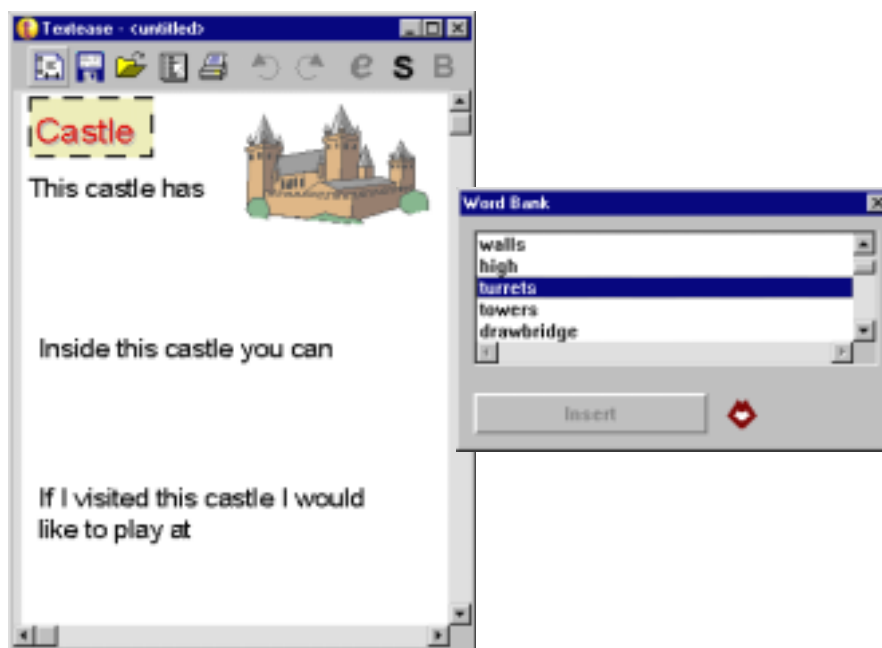 Textease - <untitled>
e S B
Castle
This castle has
Inside this castle you can
If I visited this castle I would
like to play at
Word Bank
walls
high
turrets
towers
drawbridge
Insert